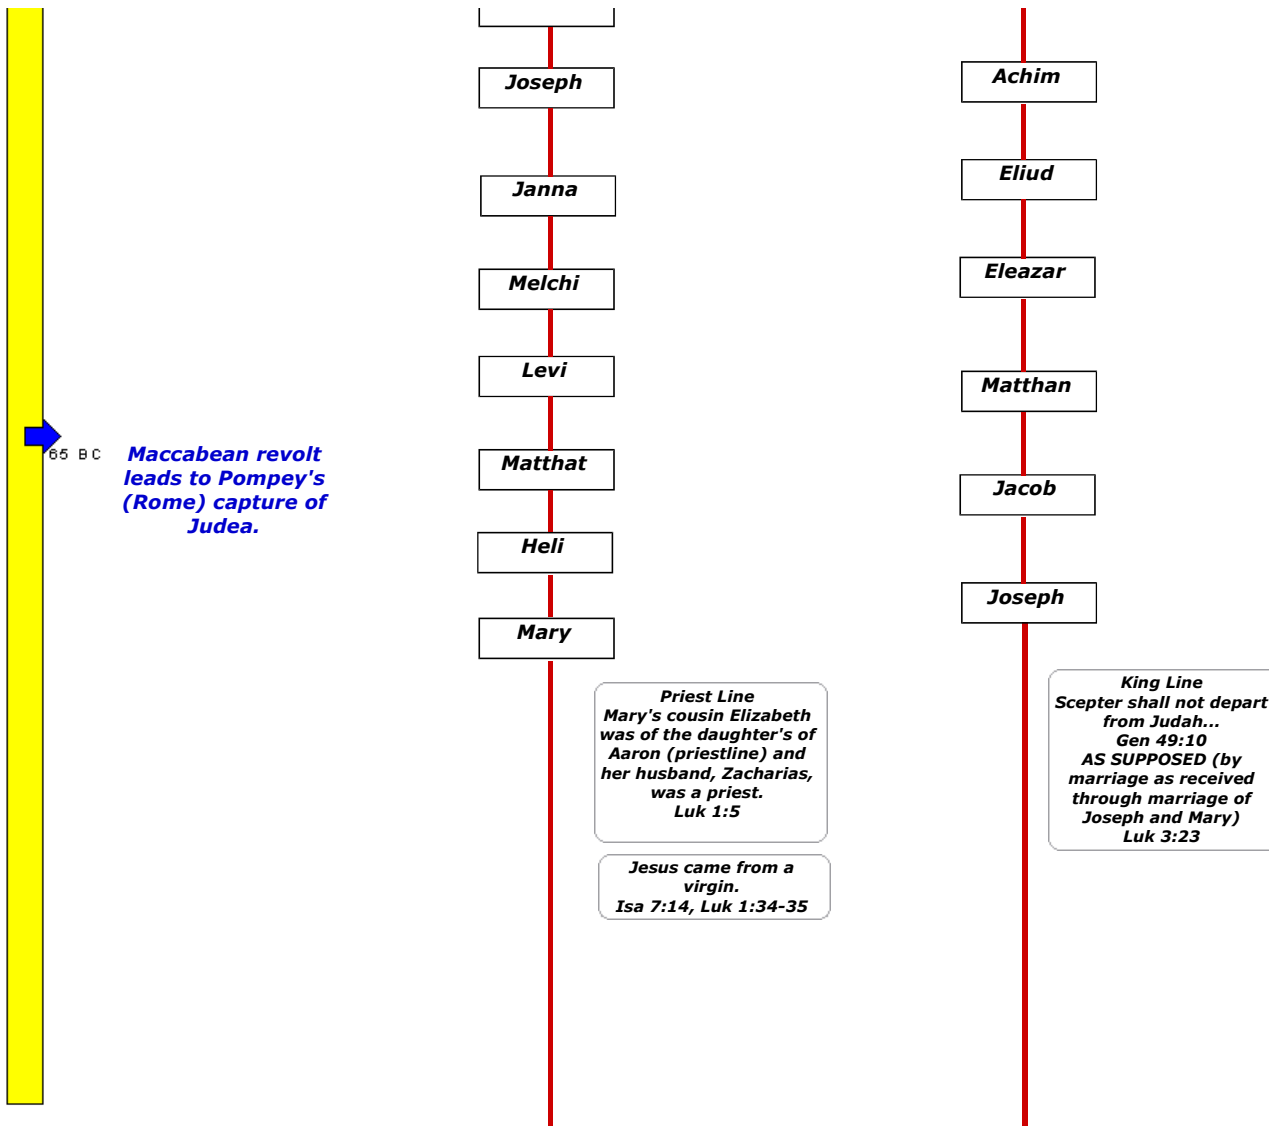 Joseph
Janna
Melchi
Levi
Matthat
Heli
Mary
Achim
Eliud
Eleazar
Matthan
Jacob
Joseph
65 BC
Maccabean revolt
leads to Pompey's
(Rome) capture of
Judea.
Priest Line
Mary's cousin Elizabeth
was of the daughter's of
Aaron (priestline) and
her husband, Zacharias,
was a priest.
Luk 1:5
Jesus came from a
virgin.
Isa 7:14, Luk 1:34-35
King Line
Scepter shall not depart
from Judah...
Gen 49:10
AS SUPPOSED (by
marriage as received
through marriage of
Joseph and Mary)
Luk 3:23